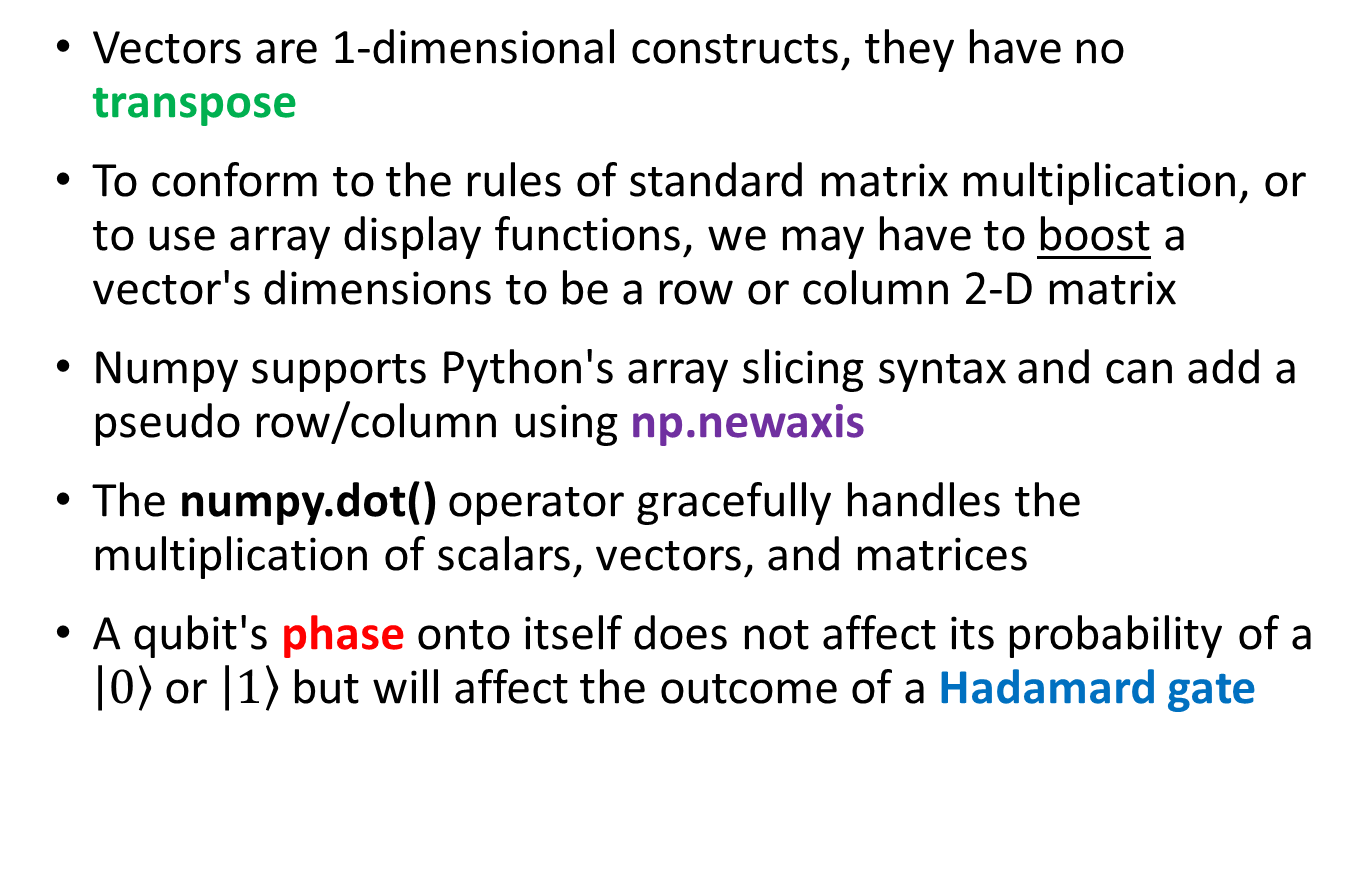 • Vectors are 1-dimensional constructs, they have no
transpose
• To conform to the rules of standard matrix multiplication, or
to use array display functions, we may have to boost a
vector's dimensions to be a row or column 2-D matrix
• Numpy supports Python's array slicing syntax and can add a
pseudo row/column using np.newaxis
• The numpy.dot() operator gracefully handles the
multiplication of scalars, vectors, and matrices
• A qubit's phase onto itself does not affect its probability of a
|0⟩ or |1⟩ but will affect the outcome of a Hadamard gate